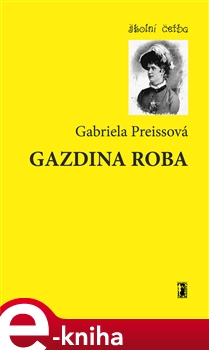 školní četba
Gabriela Preissová
GAZDINA ROBA
e-kniha